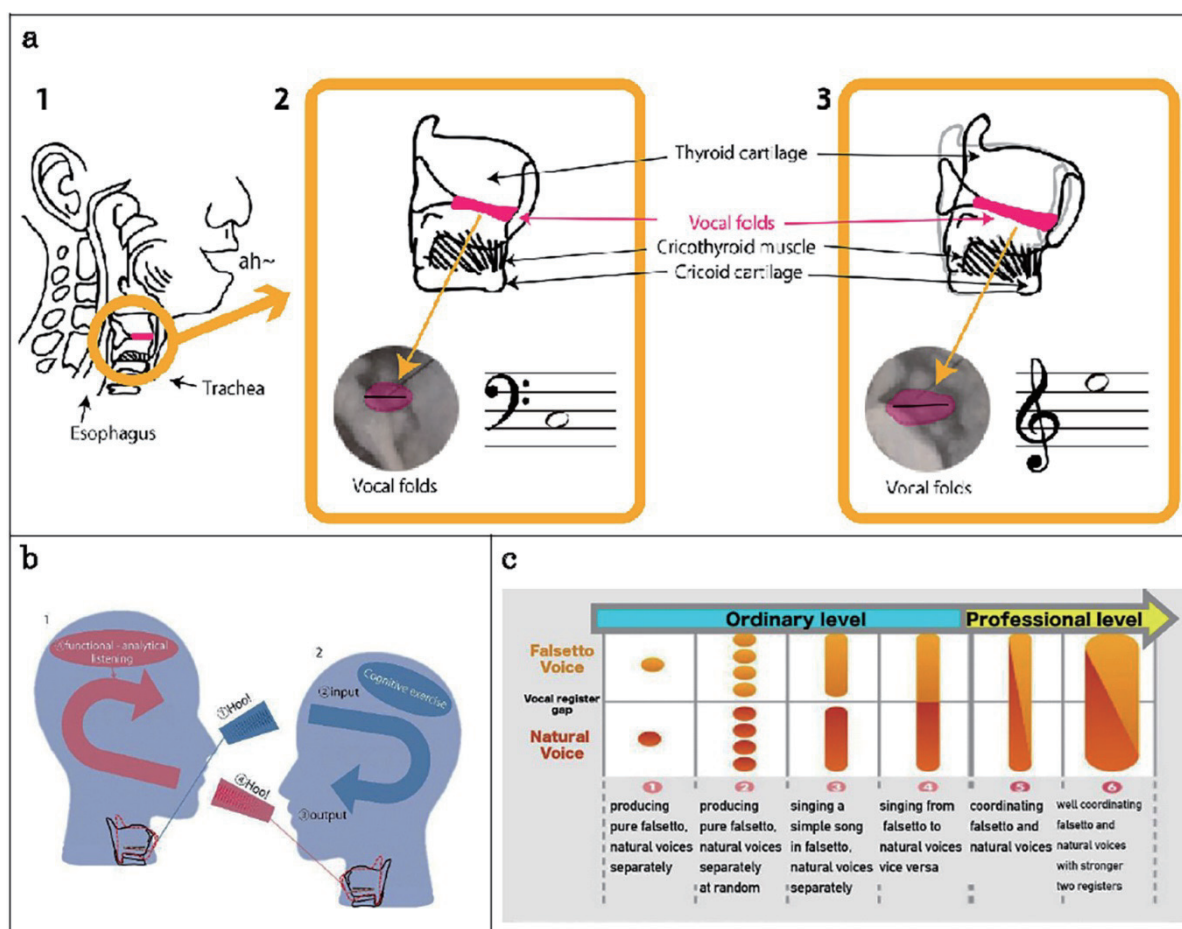 a
1
2
3
ah~
Trachea
Esophagus
Thyroid cartilage
Vocal folds
Cricothyroid muscle
Cricoid cartilage
Vocal folds
Vocal folds
b
1
functional - analytical
listening
①Hoo!
④Hoo!
2
②input
Cognitive exercise
③output
c
Ordinary level
Professional level
Falsetto
Voice
Vocal register
gap
Natural
Voice
1
producing
pure falsetto,
natural voices
separately
2
producing
pure falsetto,
natural voices
separately
at random
3
singing a
simple song
in falsetto,
natural voices
separately
4
singing from
falsetto to
natural voices
vice versa
5
coordinating
falsetto and
natural voices
6
well coordinating
falsetto and
natural voices
with stronger
two registers